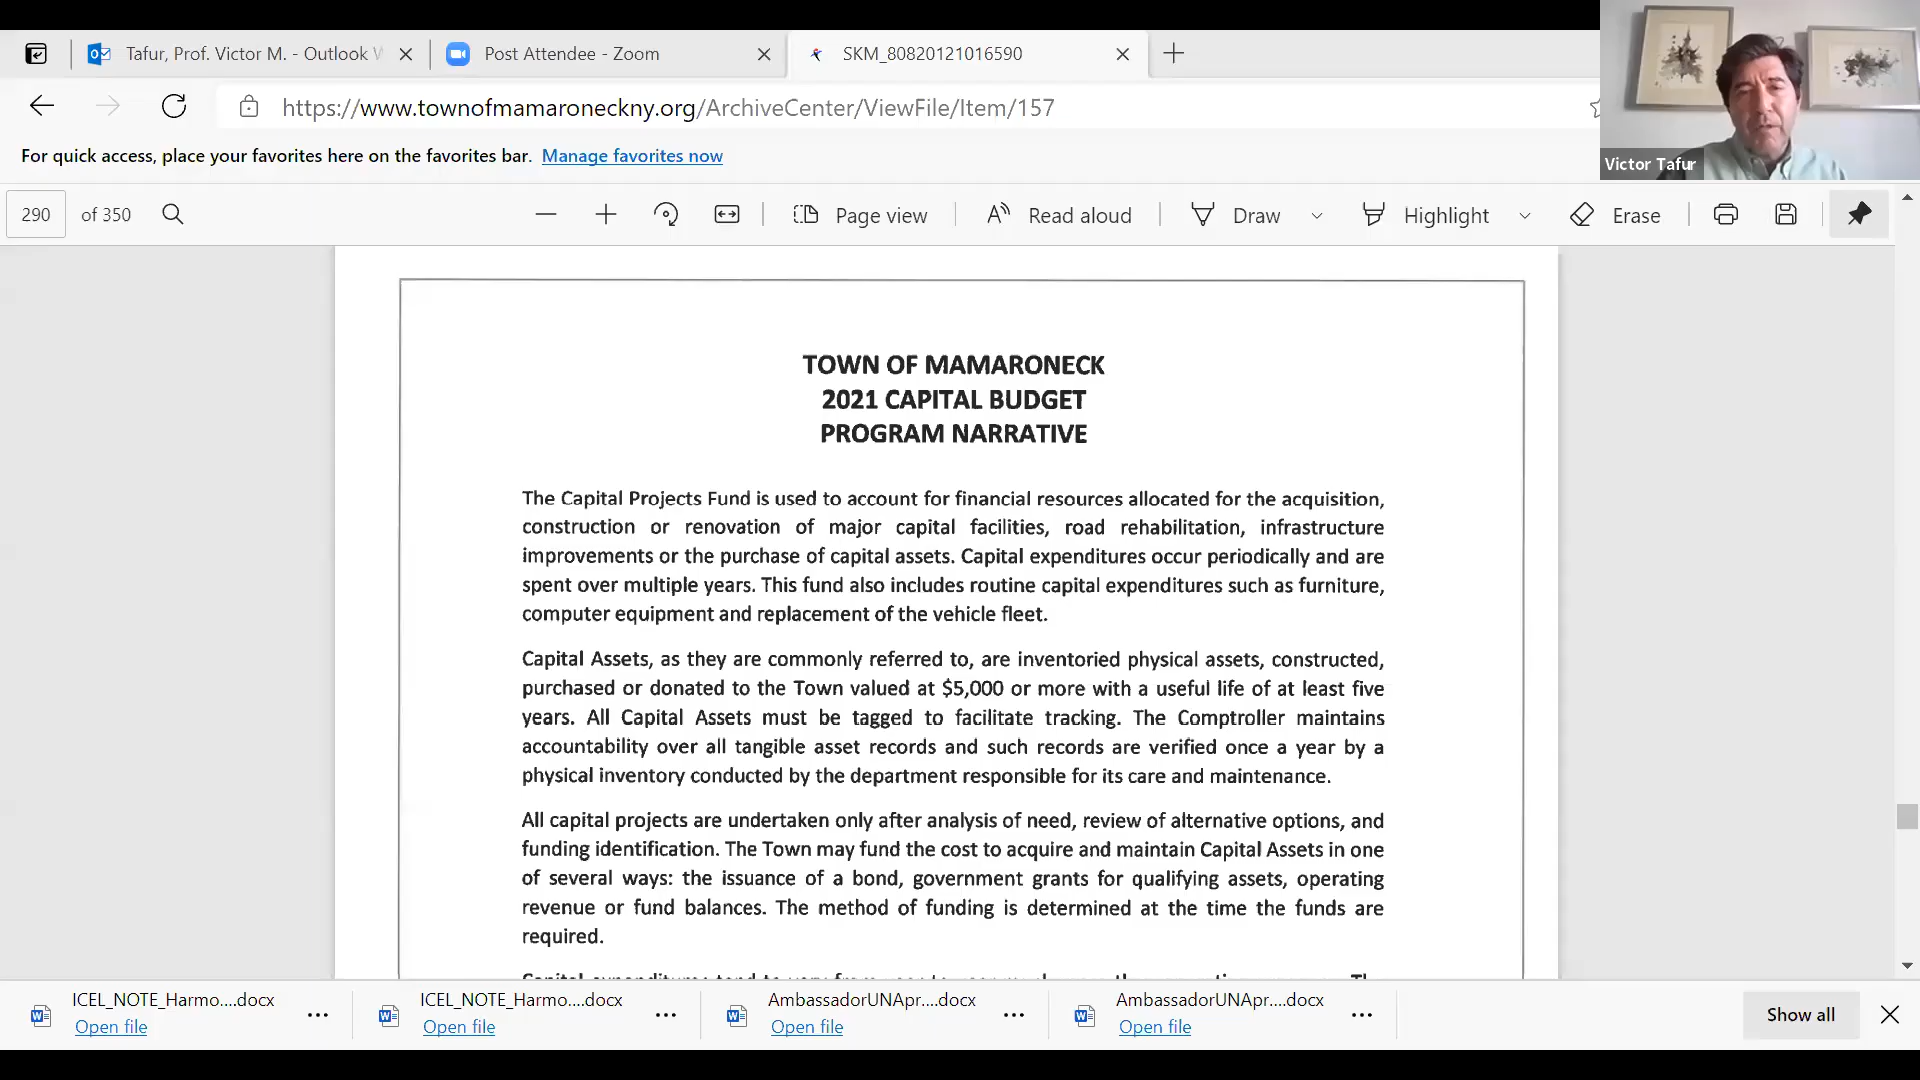 Tafur, Prof. Victor M. - Outlook
Post Attendee - Zoom
SKM_80820121016590
https://www.townofmamaroneckny.org/ArchiveCenter/ViewFile/Item/157
For quick access, place your favorites here on the favorites bar. Manage favorites now
Victor Tafur
290 of 350
Page view
Read aloud
Draw
Highlight
Erase
TOWN OF MAMARONECK
2021 CAPITAL BUDGET
PROGRAM NARRATIVE
The Capital Projects Fund is used to account for financial resources allocated for the acquisition,
construction or renovation of major capital facilities, road rehabilitation, infrastructure
improvements or the purchase of capital assets. Capital expenditures occur periodically and are
spent over multiple years. This fund also includes routine capital expenditures such as furniture,
computer equipment and replacement of the vehicle fleet.
Capital Assets, as they are commonly referred to, are inventoried physical assets, constructed,
purchased or donated to the Town valued at $5,000 or more with a useful life of at least five
years. All Capital Assets must be tagged to facilitate tracking. The Comptroller maintains
accountability over all tangible asset records and such records are verified once a year by a
physical inventory conducted by the department responsible for its care and maintenance.
All capital projects are undertaken only after analysis of need, review of alternative options, and
funding identification. The Town may fund the cost to acquire and maintain Capital Assets in one
of several ways: the issuance of a bond, government grants for qualifying assets, operating
revenue or fund balances. The method of funding is determined at the time the funds are
required.
ICEL_NOTE_Harmo....docx
Open file
ICEL_NOTE_Harmo....docx
Open file
AmbassadorUNApr....docx
Open file
AmbassadorUNApr....docx
Open file
Show all